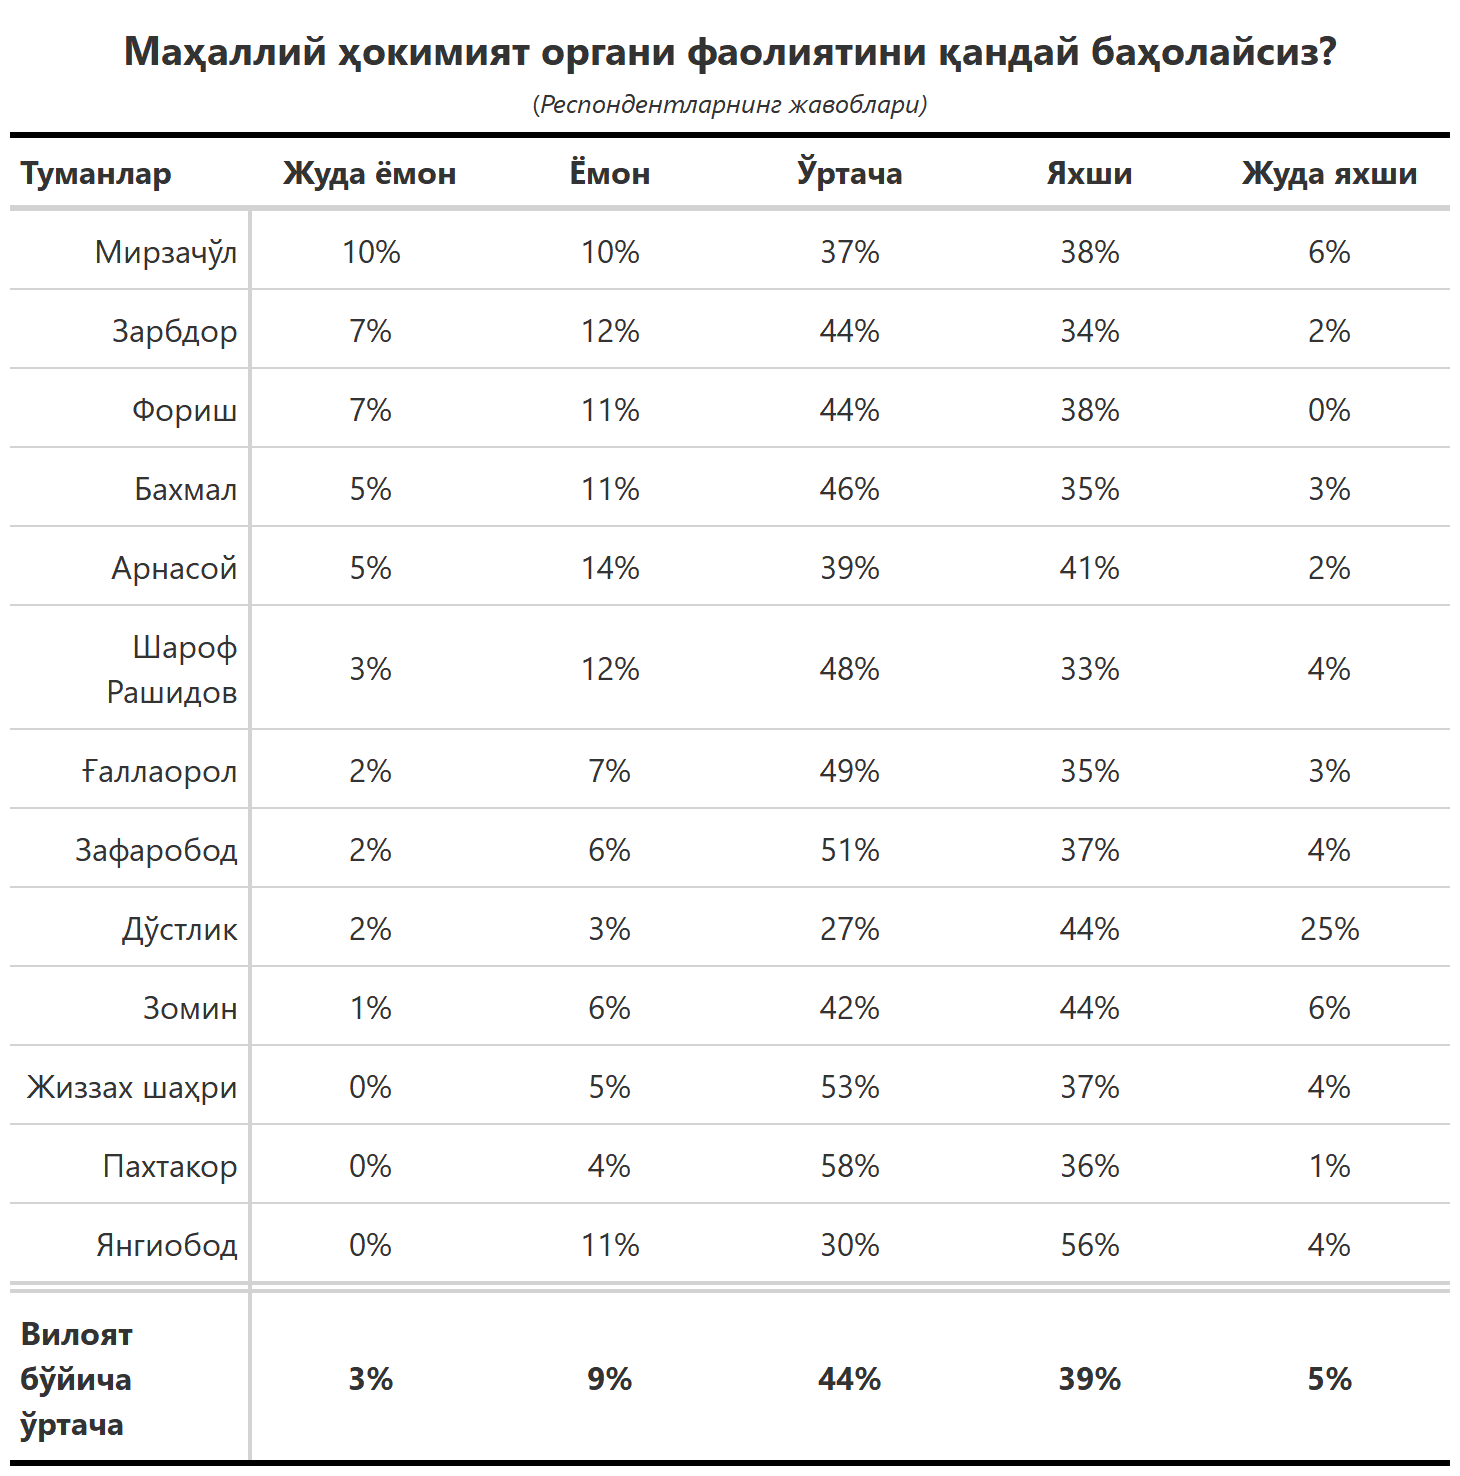 Маҳаллий ҳокимият органи фаолиятини қандай баҳолайсиз?
(Респондентларнинг жавоблари)
Туманлар Жуда ёмон Ёмон Ўртача Яхши Жуда яхши
Мирзачўл 10% 10% 37% 38% 6%
Зарбдор 7% 12% 44% 34% 2%
Фориш 7% 11% 44% 38% 0%
Бахмал 5% 11% 46% 35% 3%
Арнасой 5% 14% 39% 41% 2%
Шароф
Рашидов 3% 12% 48% 33% 4%
Ғаллаорол 2% 7% 49% 35% 3%
Зафаробод 2% 6% 51% 37% 4%
Дўстлик 2% 3% 27% 44% 25%
Зомин 1% 6% 42% 44% 6%
Жиззах шаҳри 0% 5% 53% 37% 4%
Пахтакор 0% 4% 58% 36% 1%
Янгиобод 0% 11% 30% 56% 4%
Вилоят
бўйича 3% 9% 44% 39% 5%
ўртача